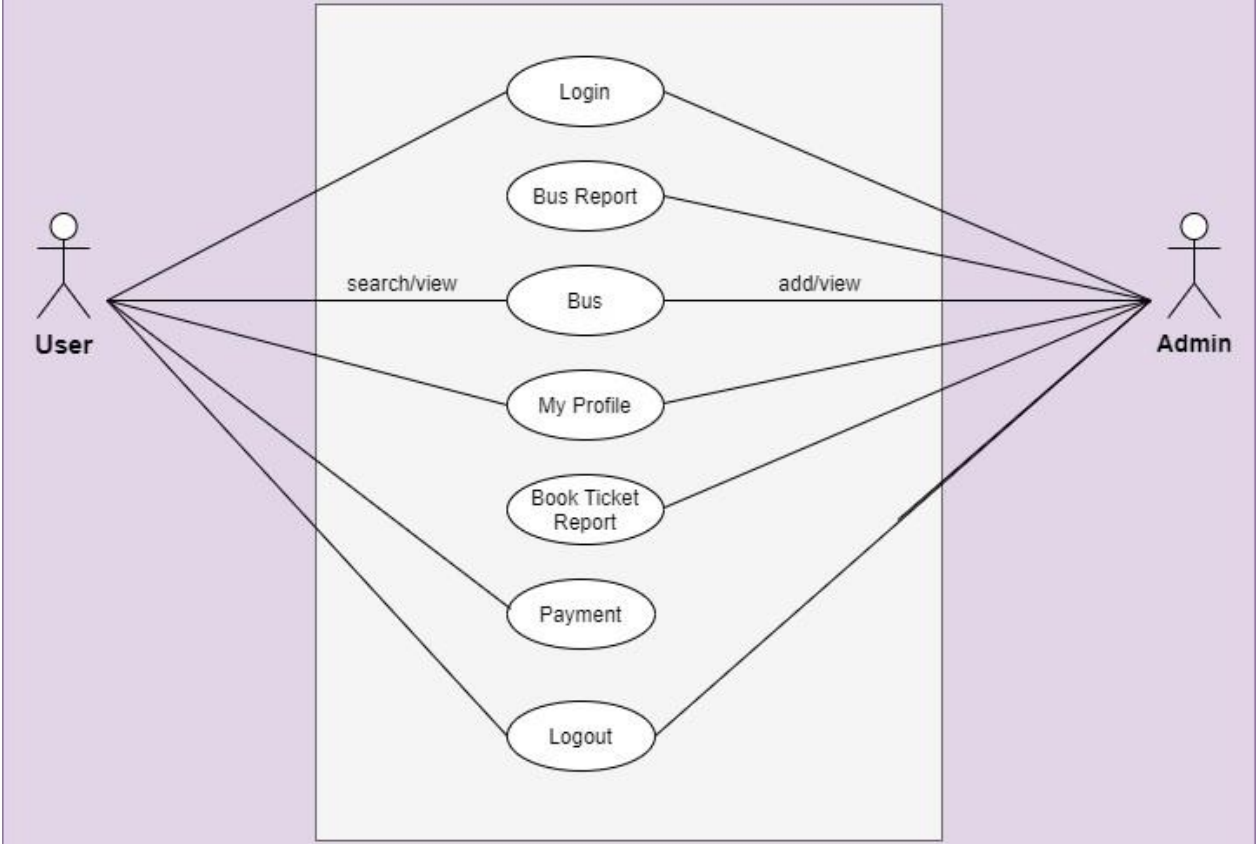 Login
Bus Report
search/view
Bus
add/view
User
Admin
My Profile
Book Ticket
Report
Payment
Logout